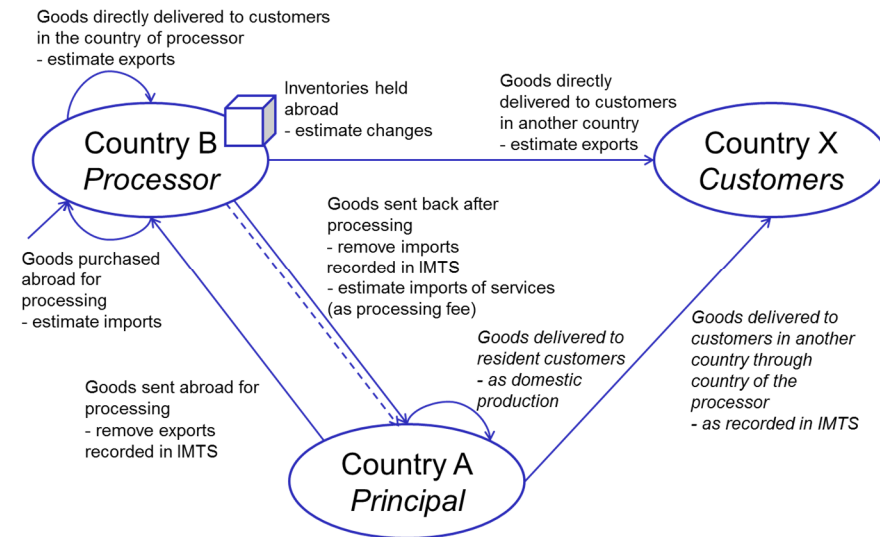 Goods directly delivered to customers
in the country of processor
- estimate exports
Inventories held
abroad
- estimate changes
Goods directly
delivered to customers
in another country
- estimate exports
Country B
Processor
Country X
Customers
Goods sent back after
processing
- remove imports
recorded in IMTS
- estimate imports of services
(as processing fee)
Goods purchased
abroad for
processing
- estimate imports
Goods delivered to
resident customers
- as domestic
production
Goods delivered to
customers in another
country through
country of the
processor
- as recorded in IMTS
Goods sent abroad for
processing
- remove exports
recorded in IMTS
Country A
Principal